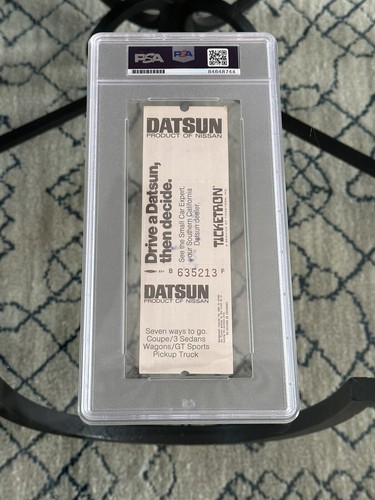 PSA
PSA
84648744
DATSUN
PRODUCT OF NISSAN
Drive a Datsun,
then decide.
See the Small Car Expert,
your Southern California
Datsun dealer.
TICKETRON
B 635213 F
DATSUN
PRODUCT OF NISSAN
Seven ways to go.
Coupe/3 Sedans
Wagons/GT Sports
Pickup Truck